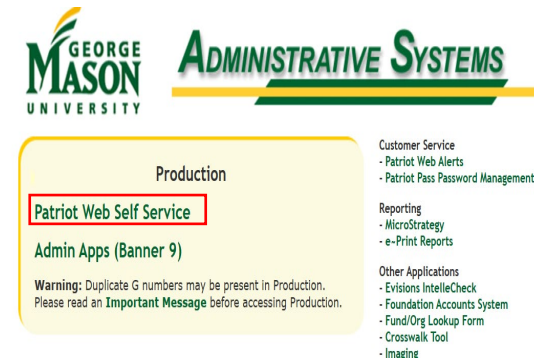 GEORGE
MASON
UNIVERSITY
ADMINISTRATIVE SYSTEMS
Production
Patriot Web Self Service
Admin Apps (Banner 9)
Warning: Duplicate G numbers may be present in Production.
Please read an Important Message before accessing Production.
Customer Service
- Patriot Web Alerts
- Patriot Pass Password Management
Reporting
- MicroStrategy
- e~Print Reports
Other Applications
- Evisions IntelleCheck
- Foundation Accounts System
- Fund/Org Lookup Form
- Crosswalk Tool
- Imaging